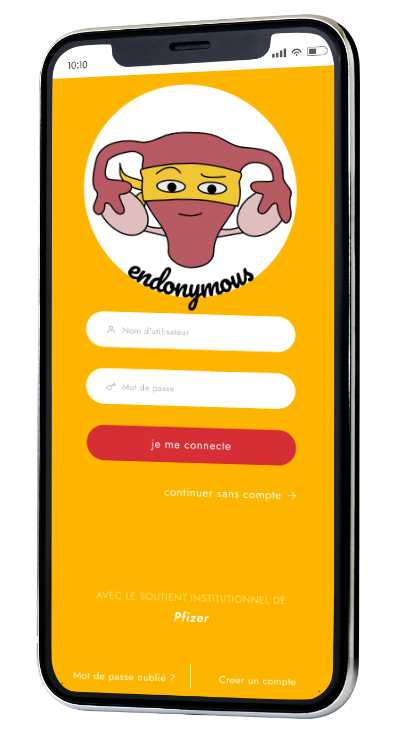 10:10
endonymous
Nom d'utilisateur
Mot de passe
je me connecte
continuer sans compte →
AVEC LE SOUTIENT INSTITUTIONNEL DE
Pfizer
Mot de passe oublié ?
Creer un compte